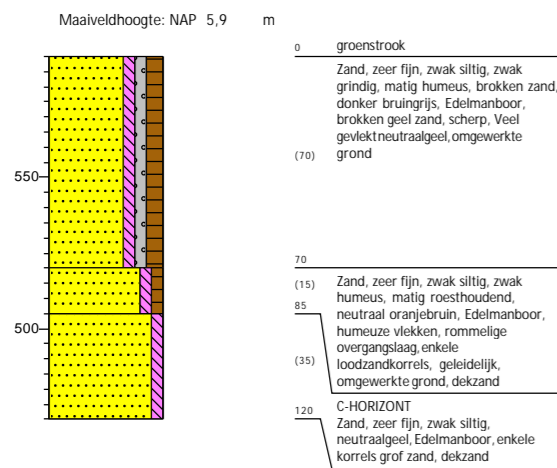 Maaiveldhoogte: NAP 5,9 m
0 groenstrook
Zand, zeer fijn, zwak siltig, zwak
grindig, matig humeus, brokken zand,
donker bruingrijs, Edelmanboor,
brokken geel zand, scherp, Veel
gevlektneutraalgeel, omgewerkte
(70) grond
550
70
(15) Zand, zeer fijn, zwak siltig, zwak
humeus, matig roesthoudend,
85 neutraal oranjebruin, Edelmanboor,
500 humeuze vlekken, rommelige
overgangslaag, enkele
(35) loodzandkorrels, geleidelijk,
omgewerkte grond, dekzand
120 C-HORIZONT
Zand, zeer fijn, zwak siltig,
neutraalgeel, Edelmanboor, enkele
korrels grof zand, dekzand